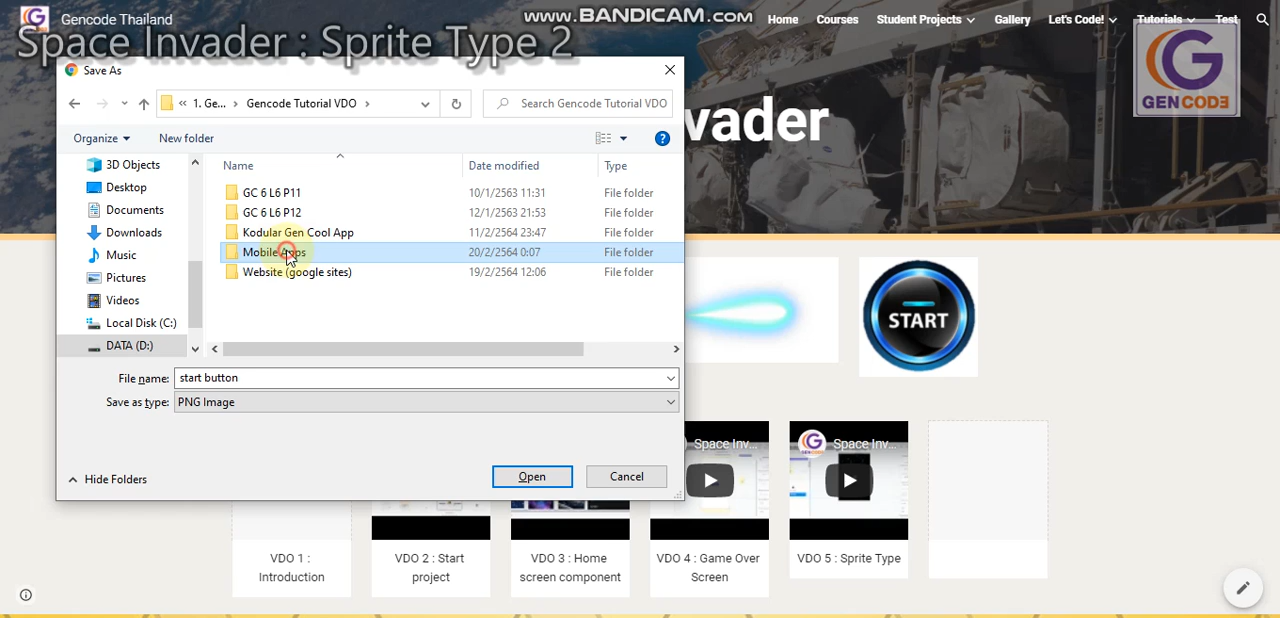 Gencode Thailand
www.BANDICAM.com
Home
Courses
Student Projects
Gallery
Let's Code!
Tutorials
Test
Space Invader : Sprite Type 2
GENCODE
vader
Save As
« 1. Ge... › Gencode Tutorial VDO ›
Search Gencode Tutorial VDO
Organize
New folder
Name
Date modified
Type
3D Objects
Desktop
Documents
Downloads
Music
Pictures
Videos
Local Disk (C:)
DATA (D:)
GC 6 L6 P11
10/1/2563 11:31
File folder
GC 6 L6 P12
12/1/2563 21:53
File folder
Kodular Gen Cool App
11/2/2564 23:47
File folder
Mobile Apps
20/2/2564 0:07
File folder
Website (google sites)
19/2/2564 12:06
File folder
File name:
start button
Save as type:
PNG Image
Hide Folders
Open
Cancel
START
Space Inv...
Space Inv...
VDO 1 :
Introduction
VDO 2 : Start
project
VDO 3 : Home
screen component
VDO 4 : Game Over
Screen
VDO 5 : Sprite Type